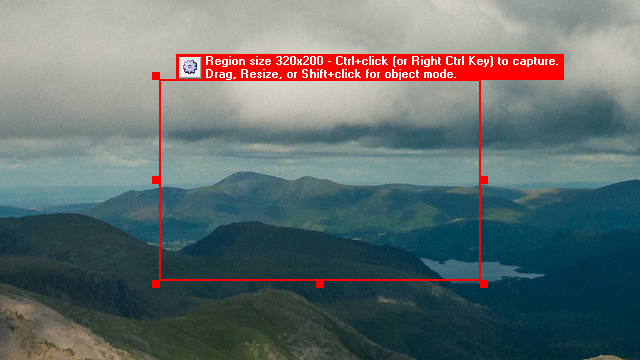 Region size 320x200 - Ctrl+click (or Right Ctrl Key) to capture.
Drag, Resize, or Shift+click for object mode.